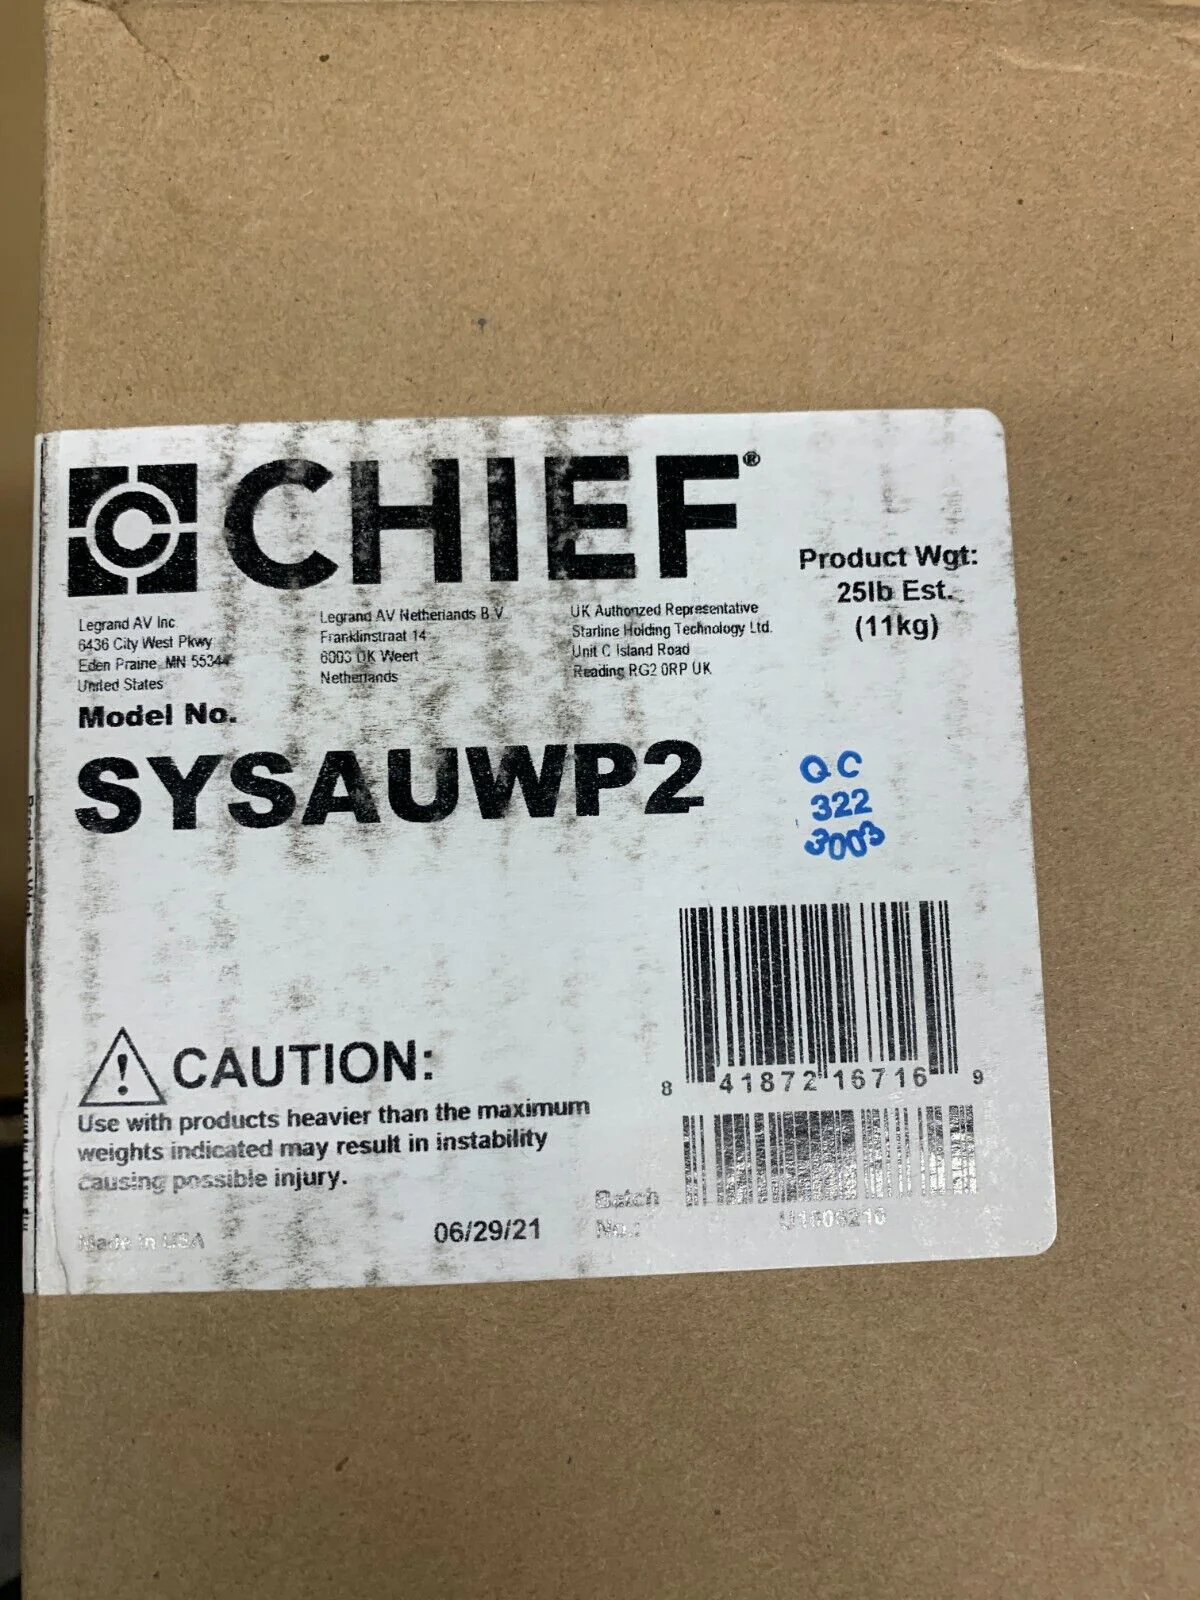 CHIEF®
Product Wgt:
25lb Est.
(11kg)
Legrand AV Inc
6436 City West Pkwy
Eden Prairie, MN 55344
United States
Legrand AV Netherlands B.V.
Franklinstraat 14
6003 DK Weert
Netherlands
UK Authorized Representative
Starline Holding Technology Ltd.
Unit C Island Road
Reading RG2 0RP UK
Model No.
SYSAUWP2
QC
322
3003
8 41872 16716 9
CAUTION:
Use with products heavier than the maximum
weights indicated may result in instability
causing possible injury.
Batch
No.:
Made in USA
06/29/21